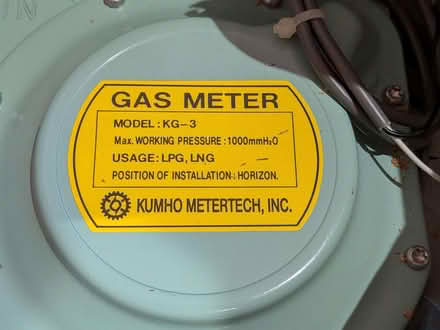 GAS METER
MODEL : KG-3
Max. WORKING PRESSURE : 1000mmH₂O
USAGE: LPG, LNG
POSITION OF INSTALLATION : HORIZON.
KUMHO METERTECH, INC.